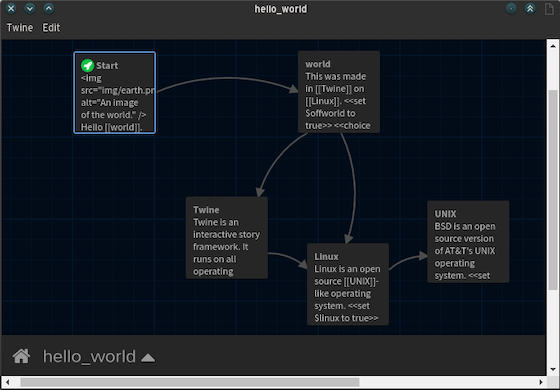 hello_world
Twine Edit
Start
<img
src="img/earth.pr
alt="An image
of the world." />
Hello [[world]].
world
This was made
in [[Twine]] on
[[Linux]]. <<set
$offworld to
true>> <<choice
Twine
Twine is an
interactive story
framework. It
runs on all
operating
UNIX
BSD is an open
source version
of AT&T's UNIX
operating
system. <<set
Linux
Linux is an open
source [[UNIX]]-
like operating
system. <<set
$linux to true>>
hello_world